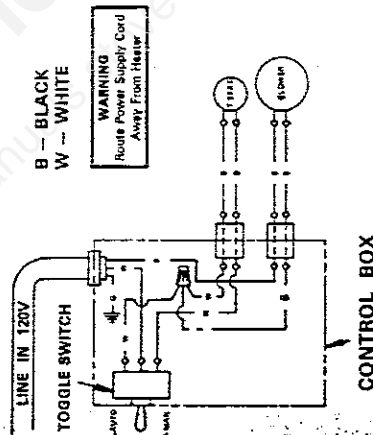 B — BLACK
W — WHITE
WARNING
Route Power Supply Cord
Away From Heater
LINE IN 120V
TOGGLE SWITCH
AUTO
MAN
G
W
B
BLOWER
CONTROL BOX